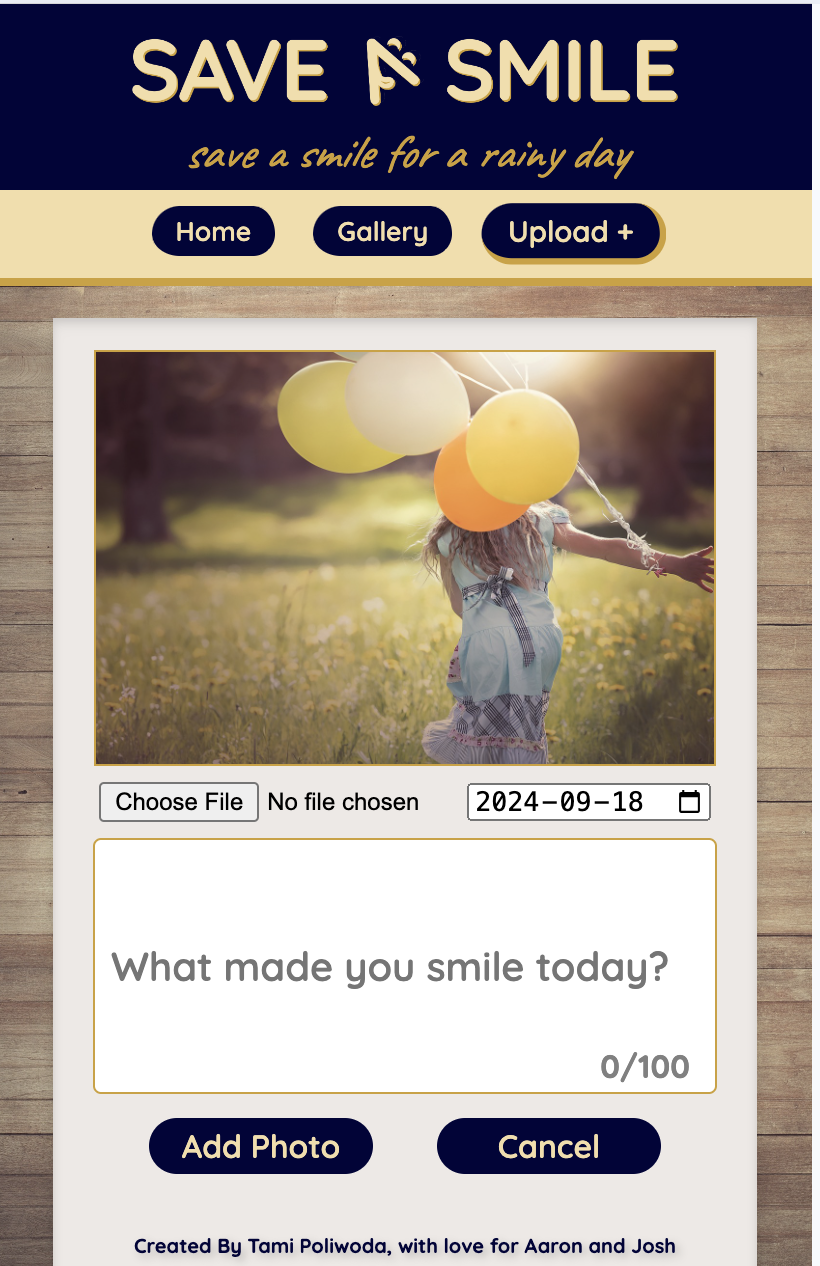 SAVE A SMILE
save a smile for a rainy day
Home Gallery Upload +
Choose File No file chosen 2024-09-18
What made you smile today?
0/100
Add Photo Cancel
Created By Tami Poliwoda, with love for Aaron and Josh